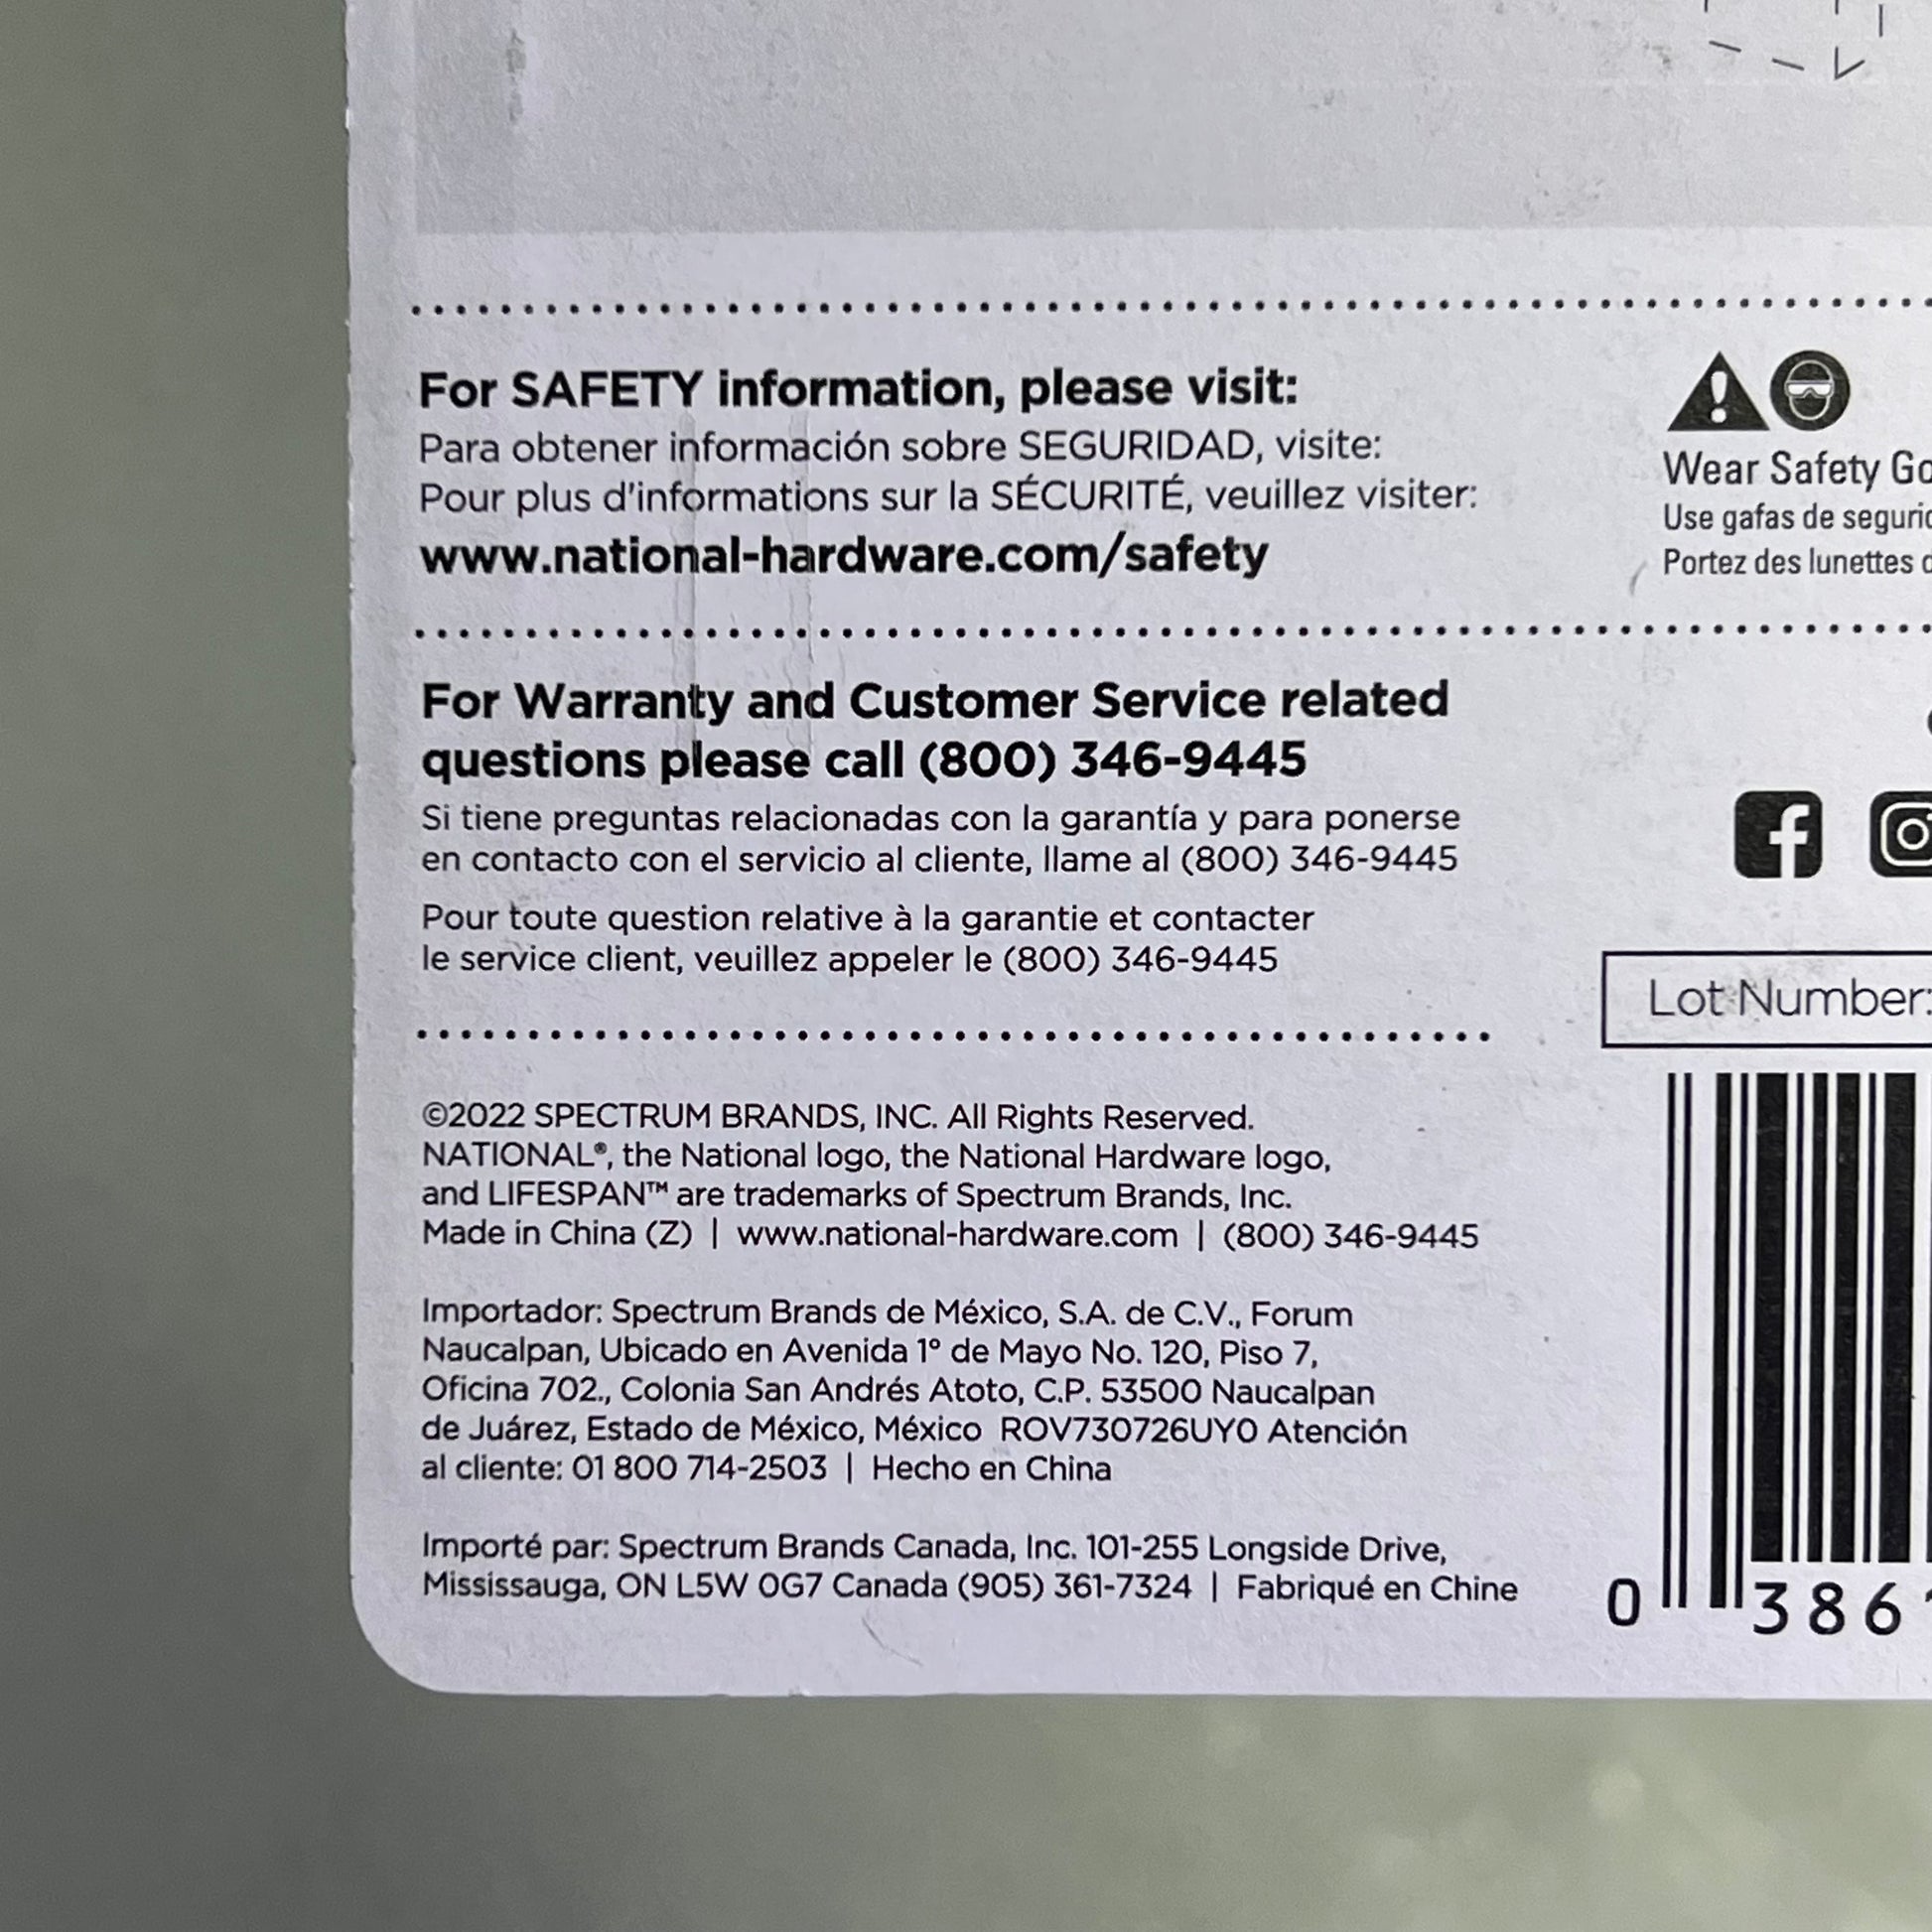 For SAFETY information, please visit:
Para obtener información sobre SEGURIDAD, visite:
Pour plus d'informations sur la SÉCURITÉ, veuillez visiter:
www.national-hardware.com/safety
Wear Safety
Use gafas de
Portez des lunettes
For Warranty and Customer Service related
questions please call (800) 346-9445
Si tiene preguntas relacionadas con la garantía y para ponerse
en contacto con el servicio al cliente, llame al (800) 346-9445
Pour toute question relative à la garantie et contacter
le service client, veuillez appeler le (800) 346-9445
Lot Number:
©2022 SPECTRUM BRANDS, INC. All Rights Reserved.
NATIONAL®, the National logo, the National Hardware logo,
and LIFESPAN™ are trademarks of Spectrum Brands, Inc.
Made in China (Z) | www.national-hardware.com | (800) 346-9445
Importador: Spectrum Brands de México, S.A. de C.V., Forum
Naucalpan, Ubicado en Avenida 1° de Mayo No. 120, Piso 7,
Oficina 702., Colonia San Andrés Atoto, C.P. 53500 Naucalpan
de Juárez, Estado de México, México ROV730726UY0 Atención
al cliente: 01 800 714-2503 | Hecho en China
Importé par: Spectrum Brands Canada, Inc. 101-255 Longside Drive,
Mississauga, ON L5W 0G7 Canada (905) 361-7324 | Fabriqué en Chine
0 386